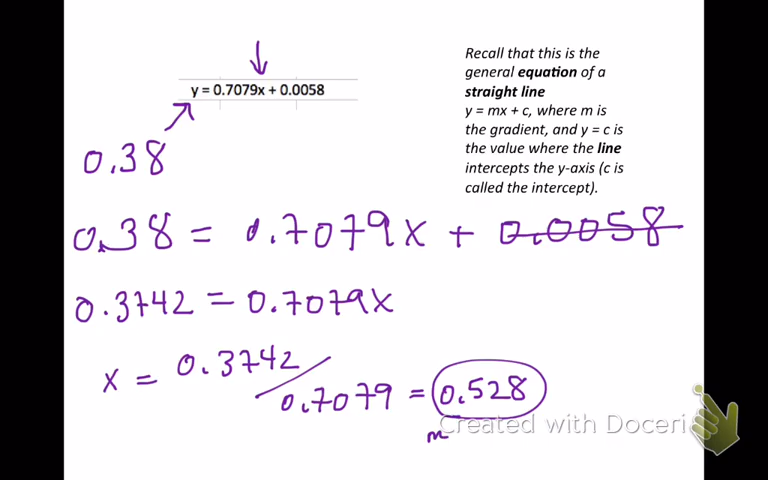 y = 0.7079x + 0.0058
Recall that this is the
general equation of a
straight line
y = mx + c, where m is
the gradient, and y = c is
the value where the line
intercepts the y-axis (c is
called the intercept).
0.38
0.38 = 0.7079x + 0.0058
0.3742 = 0.7079x
x = 0.3742/0.7079 = 0.528
m
Created with Doceri